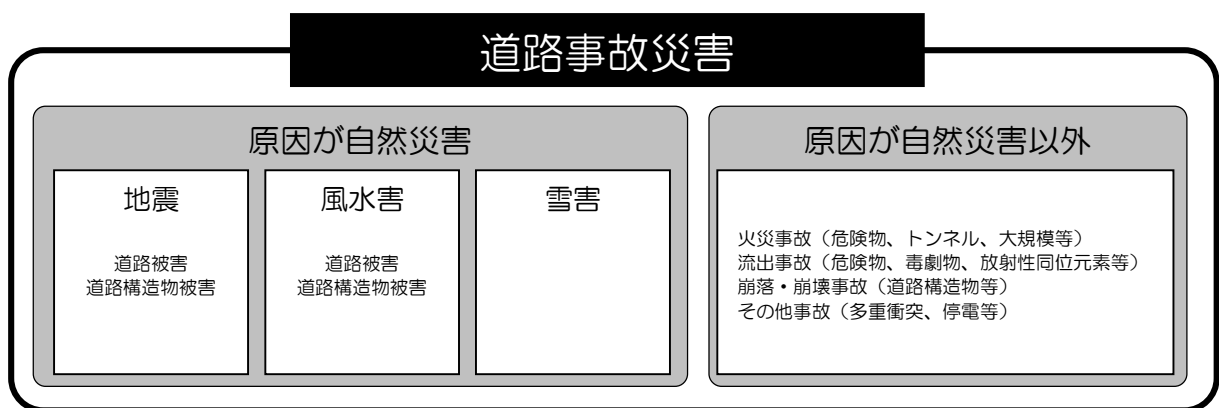 道路事故災害
原因が自然災害
地震
道路被害
道路構造物被害
風水害
道路被害
道路構造物被害
雪害
原因が自然災害以外
火災事故（危険物、トンネル、大規模等）
流出事故（危険物、毒劇物、放射性同位元素等）
崩落・崩壊事故（道路構造物等）
その他事故（多重衝突、停電等）